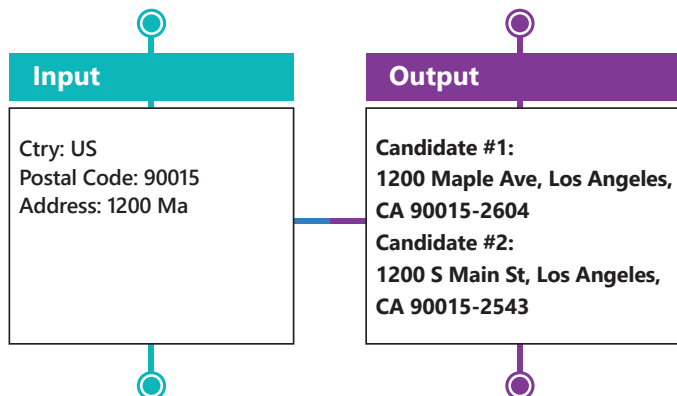 Input
Ctry: US
Postal Code: 90015
Address: 1200 Ma
Output
Candidate #1:
1200 Maple Ave, Los Angeles,
CA 90015-2604
Candidate #2:
1200 S Main St, Los Angeles,
CA 90015-2543